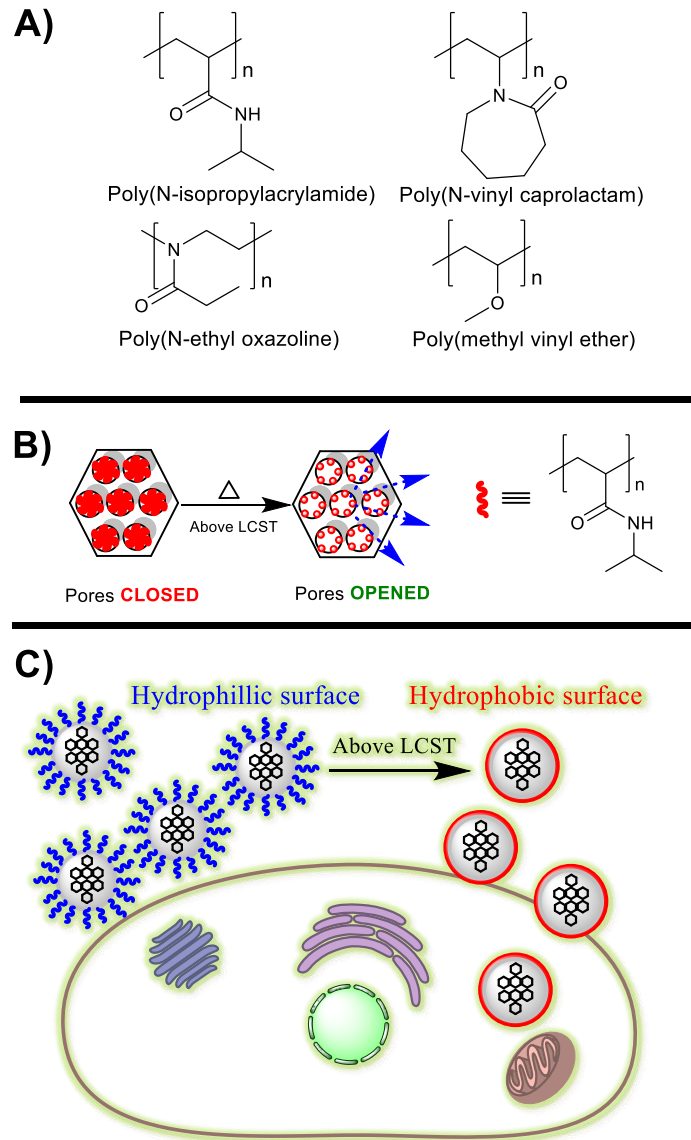 A)
n
n
O
NH
N
O
Poly(N-isopropylacrylamide)
Poly(N-vinyl caprolactam)
N
n
n
O
O
Poly(N-ethyl oxazoline)
Poly(methyl vinyl ether)
B)
Above LCST
n
O
NH
Pores CLOSED
Pores OPENED
C)
Hydrophillic surface
Hydrophobic surface
Above LCST